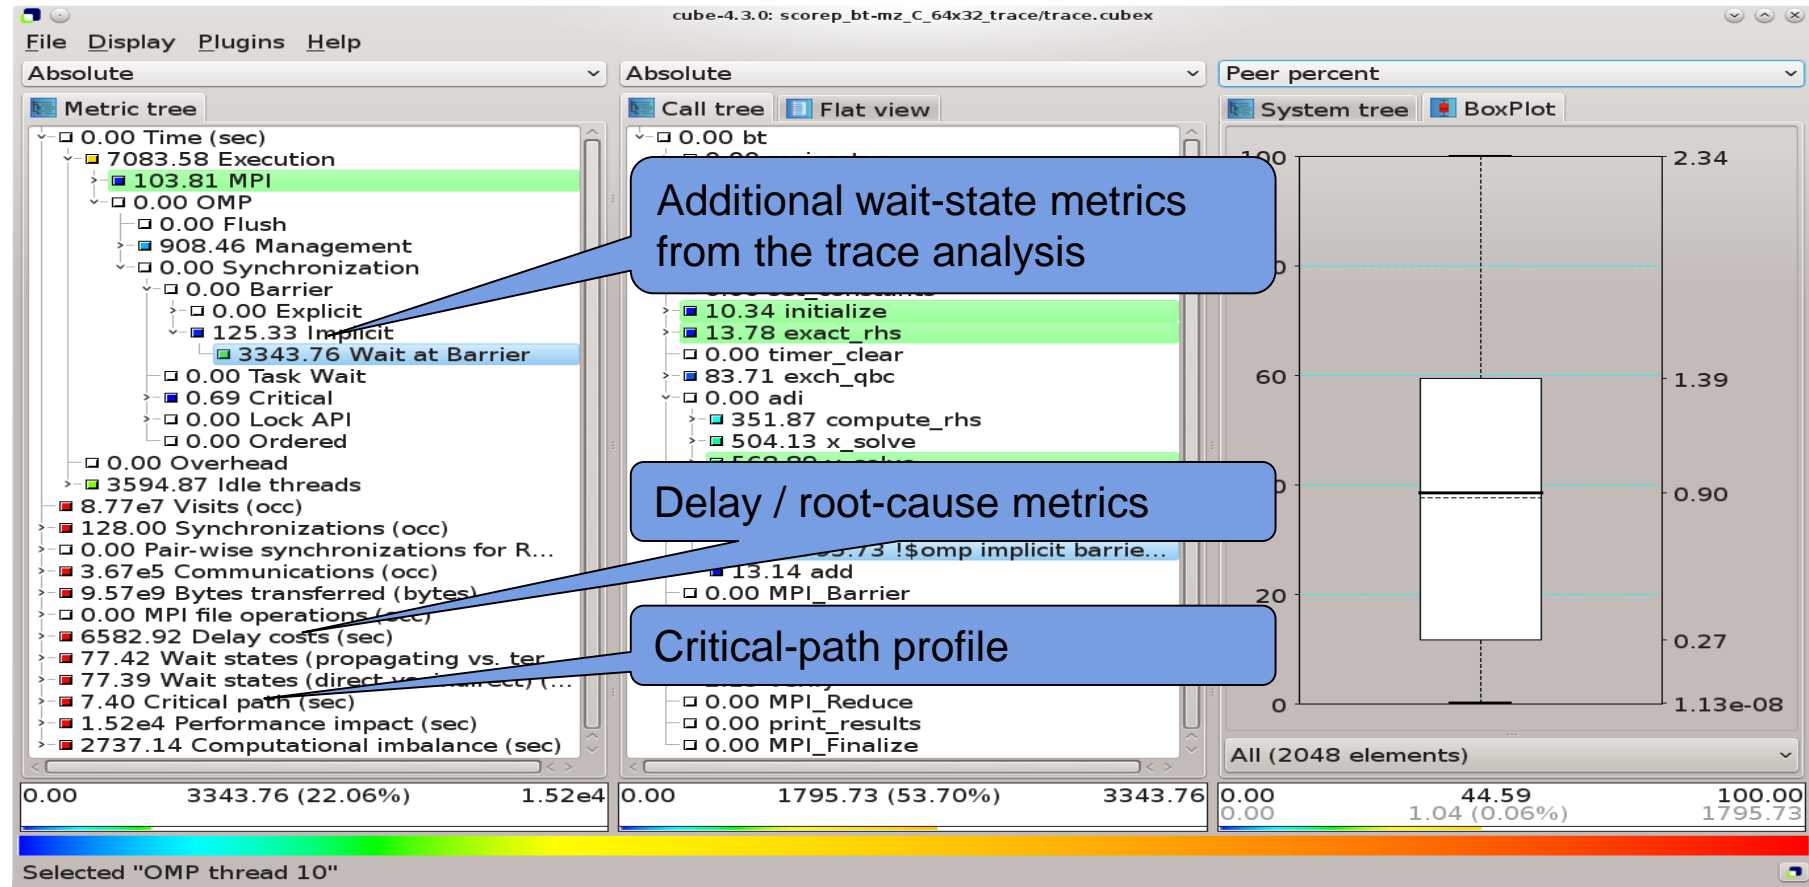 cube-4.3.0: scorep_bt-mz_C_64x32_trace/trace.cubex
File Display Plugins Help
Absolute
Metric tree
0.00 Time (sec)
7083.58 Execution
103.81 MPI
0.00 OMP
0.00 Flush
908.46 Management
0.00 Synchronization
0.00 Barrier
0.00 Explicit
125.33 Implicit
3343.76 Wait at Barrier
0.00 Task Wait
0.69 Critical
0.00 Lock API
0.00 Ordered
0.00 Overhead
3594.87 Idle threads
8.77e7 Visits (occ)
128.00 Synchronizations (occ)
0.00 Pair-wise synchronizations for R...
3.67e5 Communications (occ)
9.57e9 Bytes transferred (bytes)
0.00 MPI file operations (occ)
6582.92 Delay costs (sec)
77.42 Wait states (propagating vs. ter
77.39 Wait states (direct vs. indirect) (...
7.40 Critical path (sec)
1.52e4 Performance impact (sec)
2737.14 Computational imbalance (sec)
0.00 3343.76 (22.06%) 1.52e4
Absolute
Call tree Flat view
0.00 bt
Additional wait-state metrics
from the trace analysis
0.00 set_constants
10.34 initialize
13.78 exact_rhs
0.00 timer_clear
83.71 exch_qbc
0.00 adi
351.87 compute_rhs
504.13 x_solve
Delay / root-cause metrics
!$omp implicit barrie...
13.14 add
0.00 MPI_Barrier
Critical-path profile
0.00 MPI_Reduce
0.00 print_results
0.00 MPI_Finalize
0.00 1795.73 (53.70%) 3343.76
Peer percent
System tree BoxPlot
2.34
60 1.39
0.90
20
0.27
0 1.13e-08
All (2048 elements)
0.00 44.59 100.00
0.00 1.04 (0.06%) 1795.73
Selected "OMP thread 10"